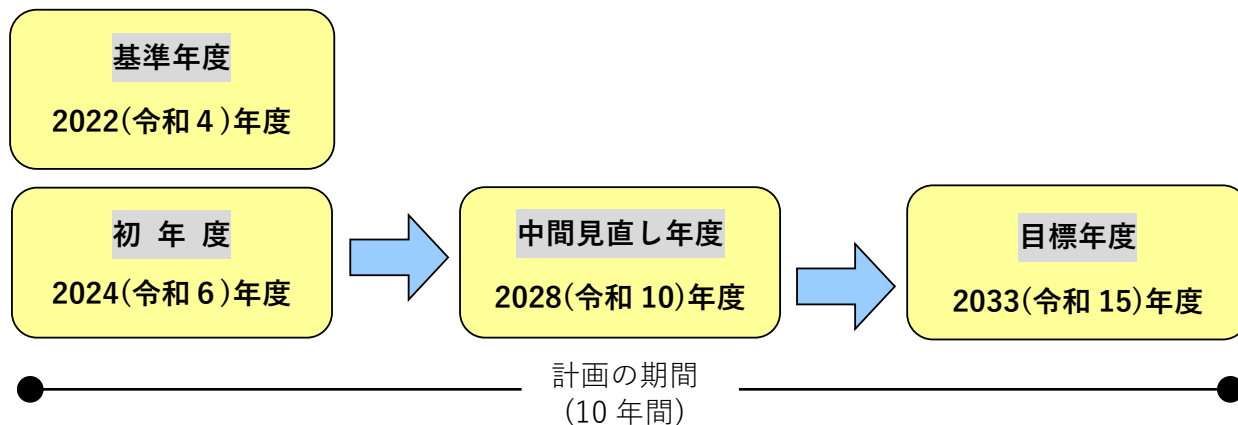 基準年度
2022(令和４)年度
初 年 度
2024(令和６)年度
中間見直し年度
2028(令和 10)年度
目標年度
2033(令和 15)年度
計画の期間
(10 年間)